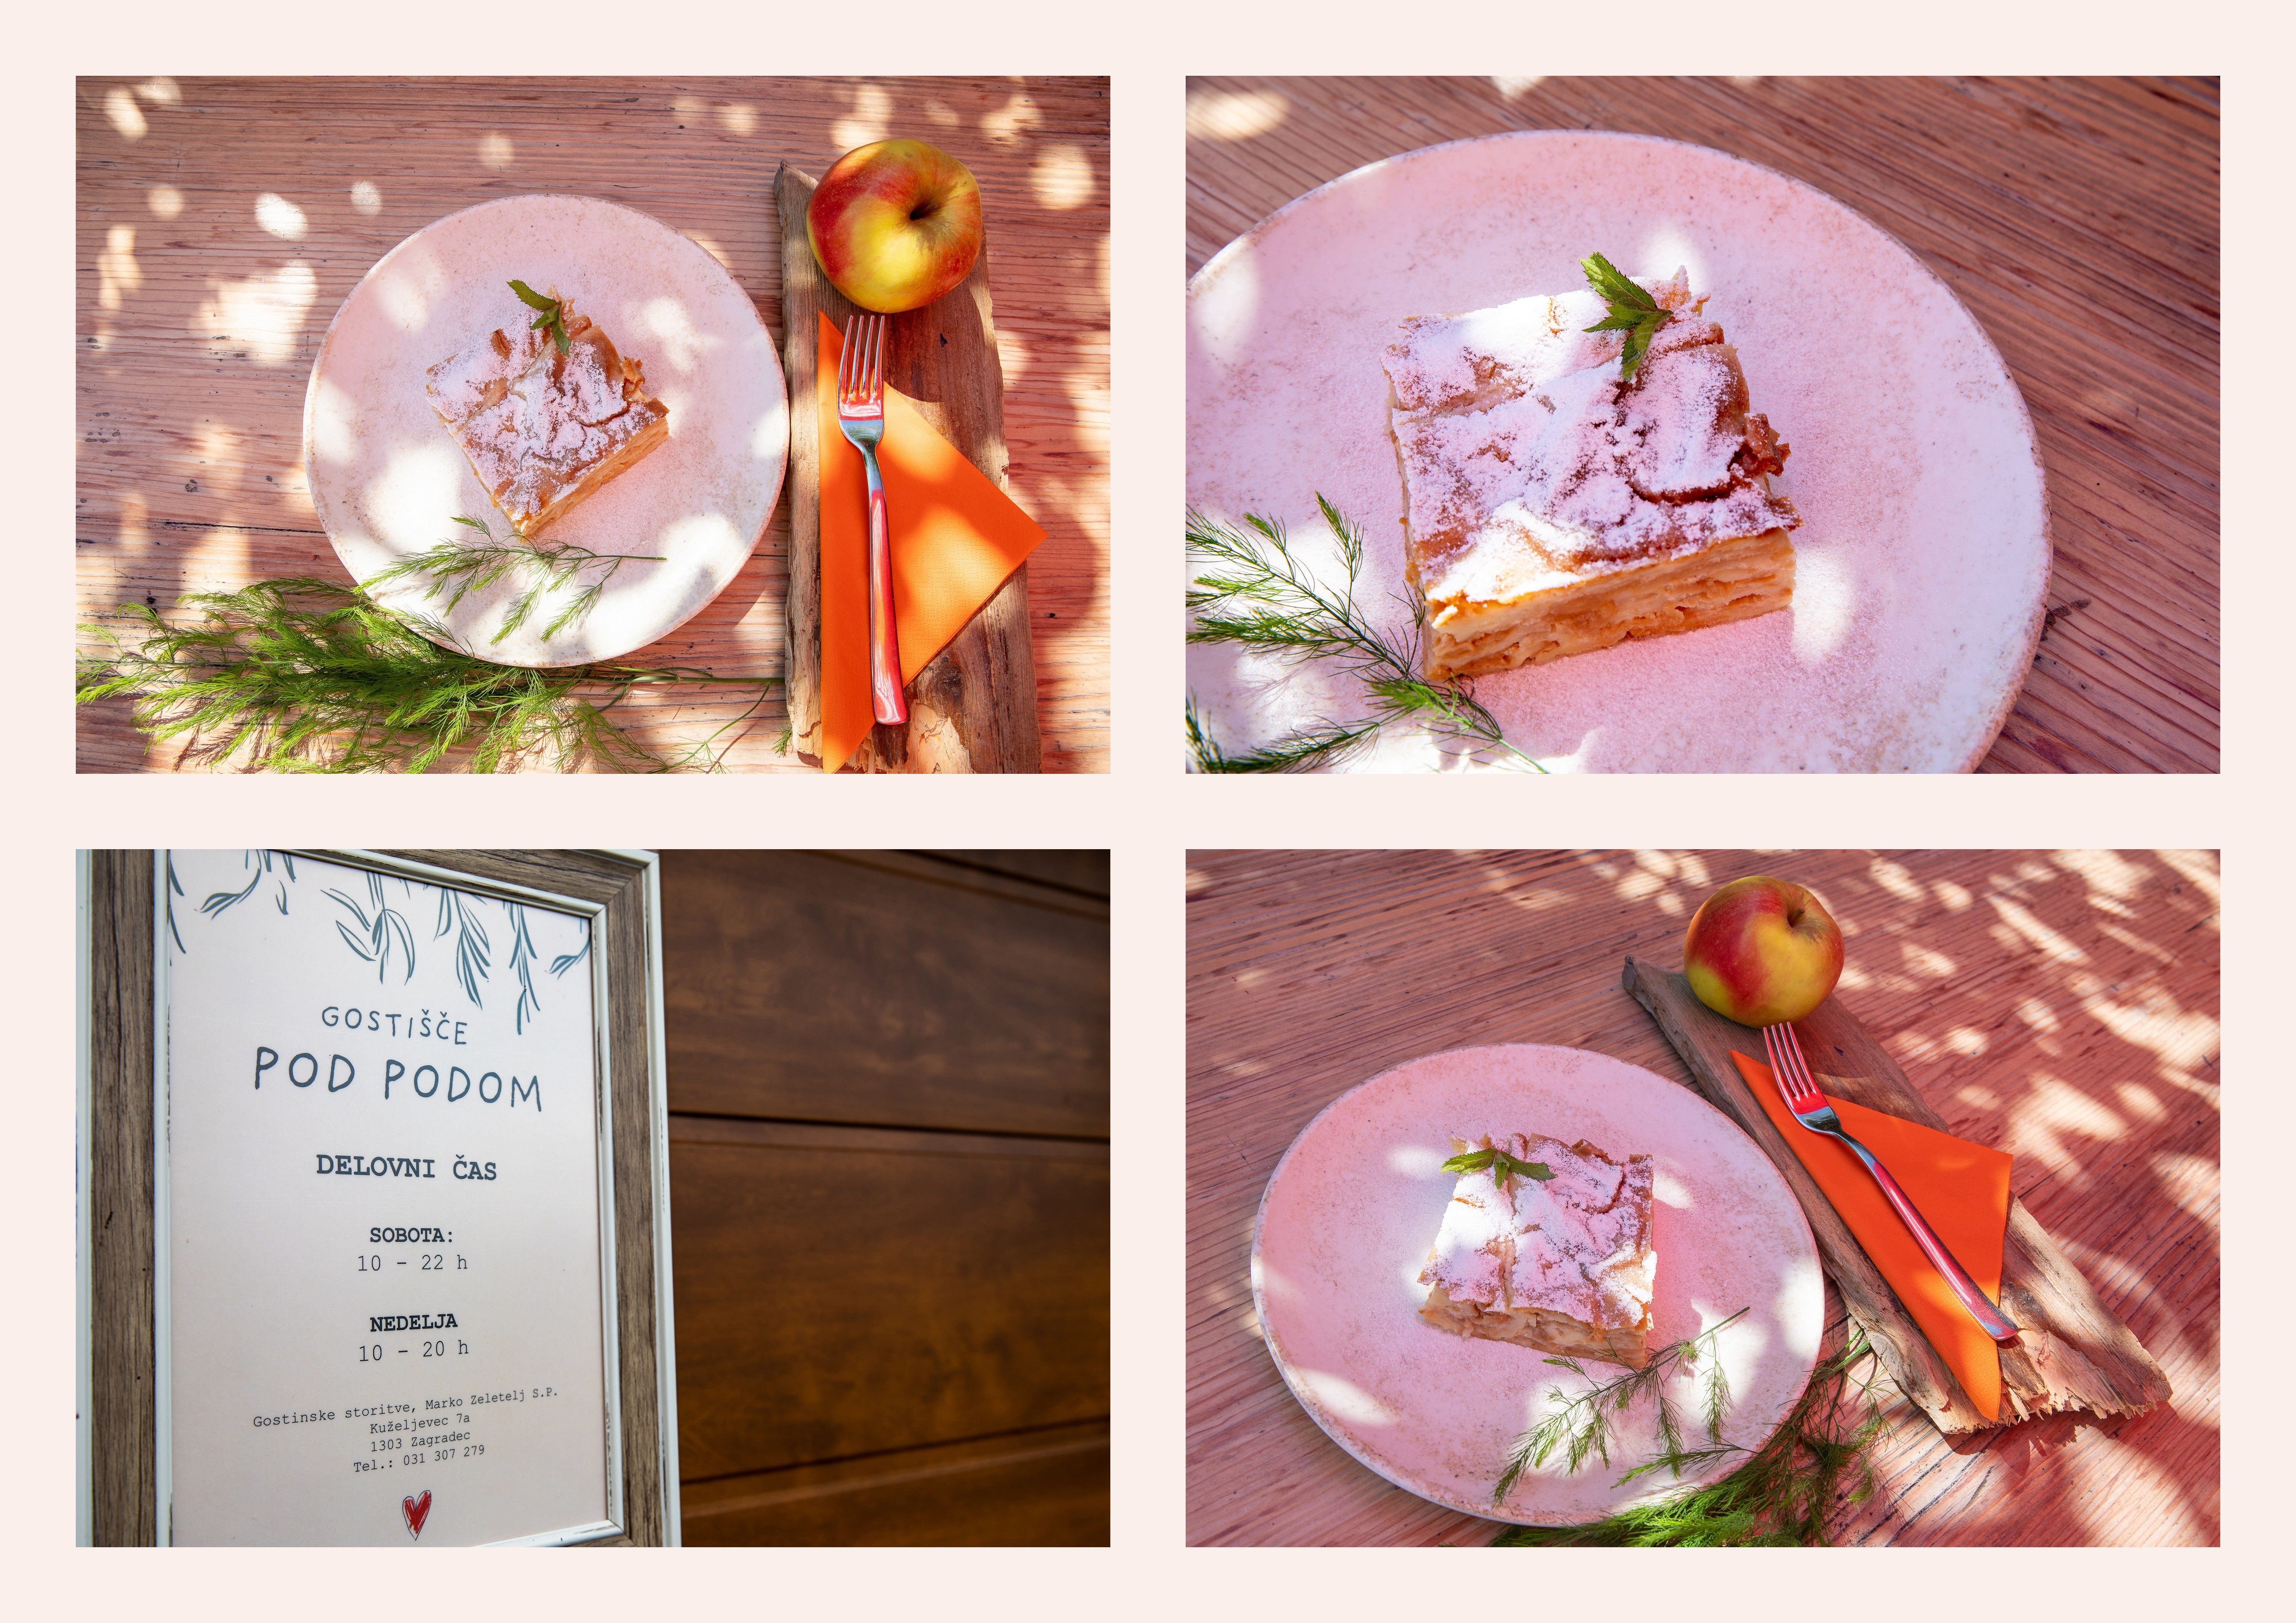 GOSTIŠČE
POD PODOM
DELOVNI ČAS
SOBOTA:
10 - 22 h
NEDELJA
10 - 20 h
Gostinske storitve, Marko Zeletelj S.P.
Kuželjevec 7a
1303 Zagradec
Tel.: 031 307 279